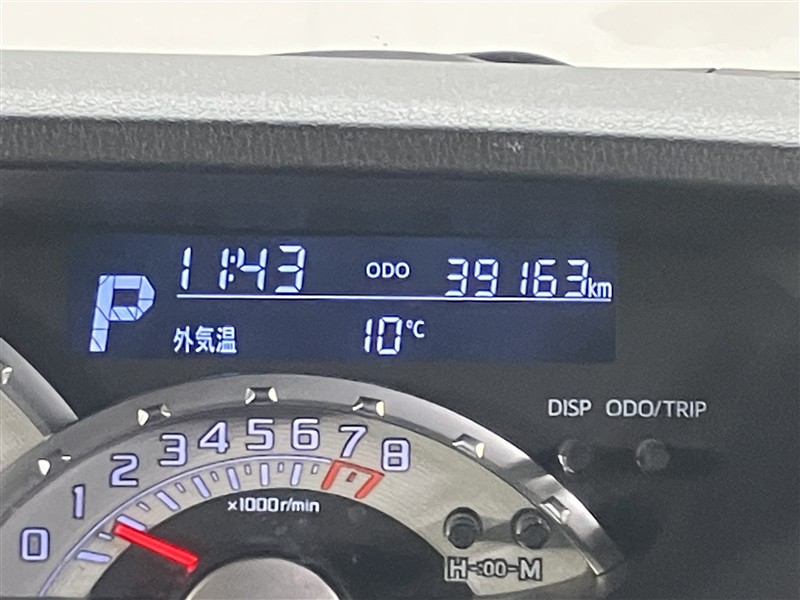 P
11:43 ODO 39163km
外気温 10℃
DISP ODO/TRIP
0 1 2 3 4 5 6 7 8
×1000r/min
H-:00-M